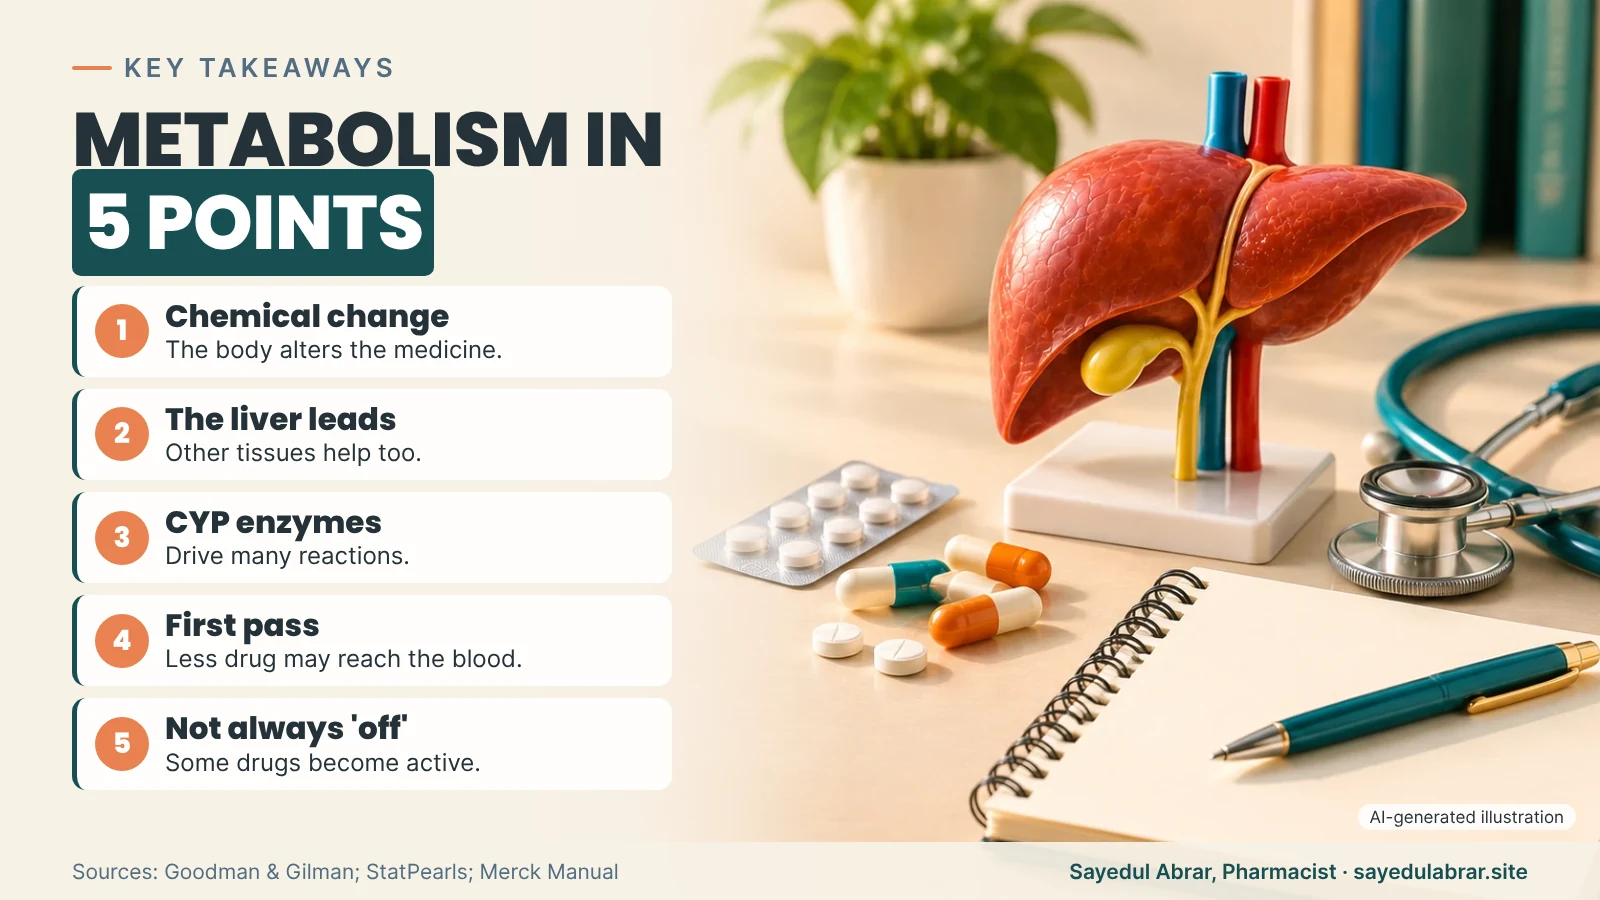 KEY TAKEAWAYS
METABOLISM IN
5 POINTS
1
Chemical change
The body alters the medicine.
2
The liver leads
Other tissues help too.
3
CYP enzymes
Drive many reactions.
4
First pass
Less drug may reach the blood.
5
Not always 'off'
Some drugs become active.
AI-generated illustration
Sources: Goodman & Gilman; StatPearls; Merck Manual
Sayedul Abrar, Pharmacist · sayedulabrar.site